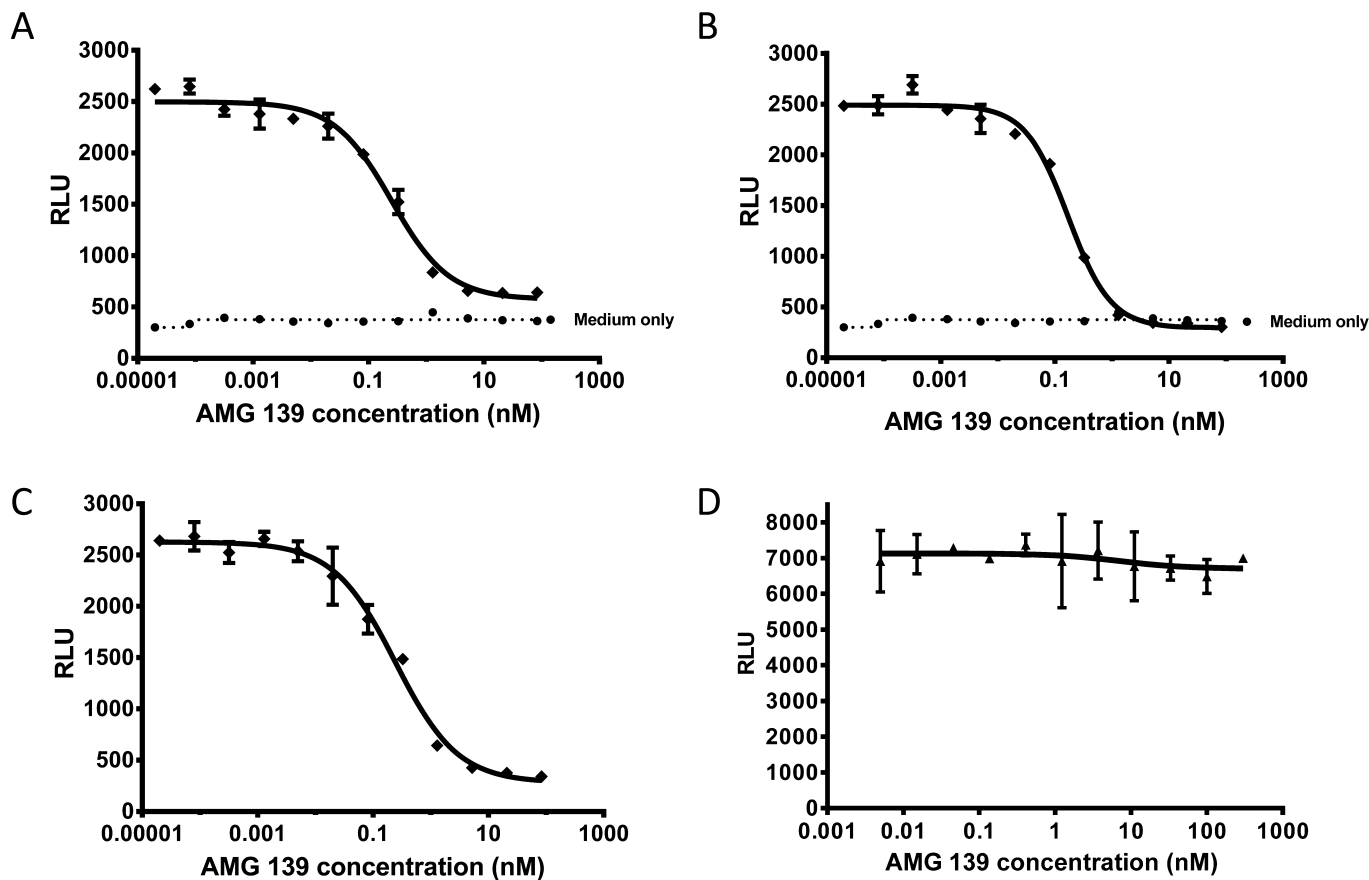 A
3000
2500
2000
1500
1000
500
0
RLU
Medium only
0.00001 0.001 0.1 10 1000
AMG 139 concentration (nM)
B
3000
2500
2000
1500
1000
500
0
RLU
Medium only
0.00001 0.001 0.1 10 1000
AMG 139 concentration (nM)
C
3000
2500
2000
1500
1000
500
0
RLU
0.00001 0.001 0.1 10 1000
AMG 139 concentration (nM)
D
8000
7000
6000
5000
4000
3000
2000
1000
0
RLU
0.001 0.01 0.1 1 10 100 1000
AMG 139 concentration (nM)